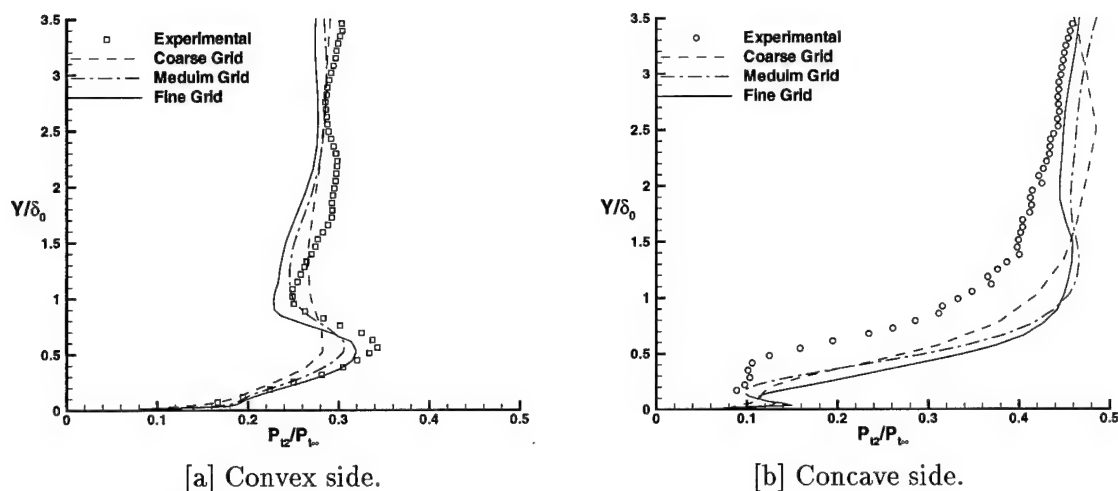 3.5
3
2.5
2
Y/δ₀
1.5
1
0.5
0
0 0.1 0.2 0.3 0.4 0.5
Pt2/Pt∞
Experimental
Coarse Grid
Meduim Grid
Fine Grid
[a] Convex side.
3.5
3
2.5
2
Y/δ₀
1.5
1
0.5
0
0 0.1 0.2 0.3 0.4 0.5
Pt2/Pt∞
Experimental
Coarse Grid
Meduim Grid
Fine Grid
[b] Concave side.